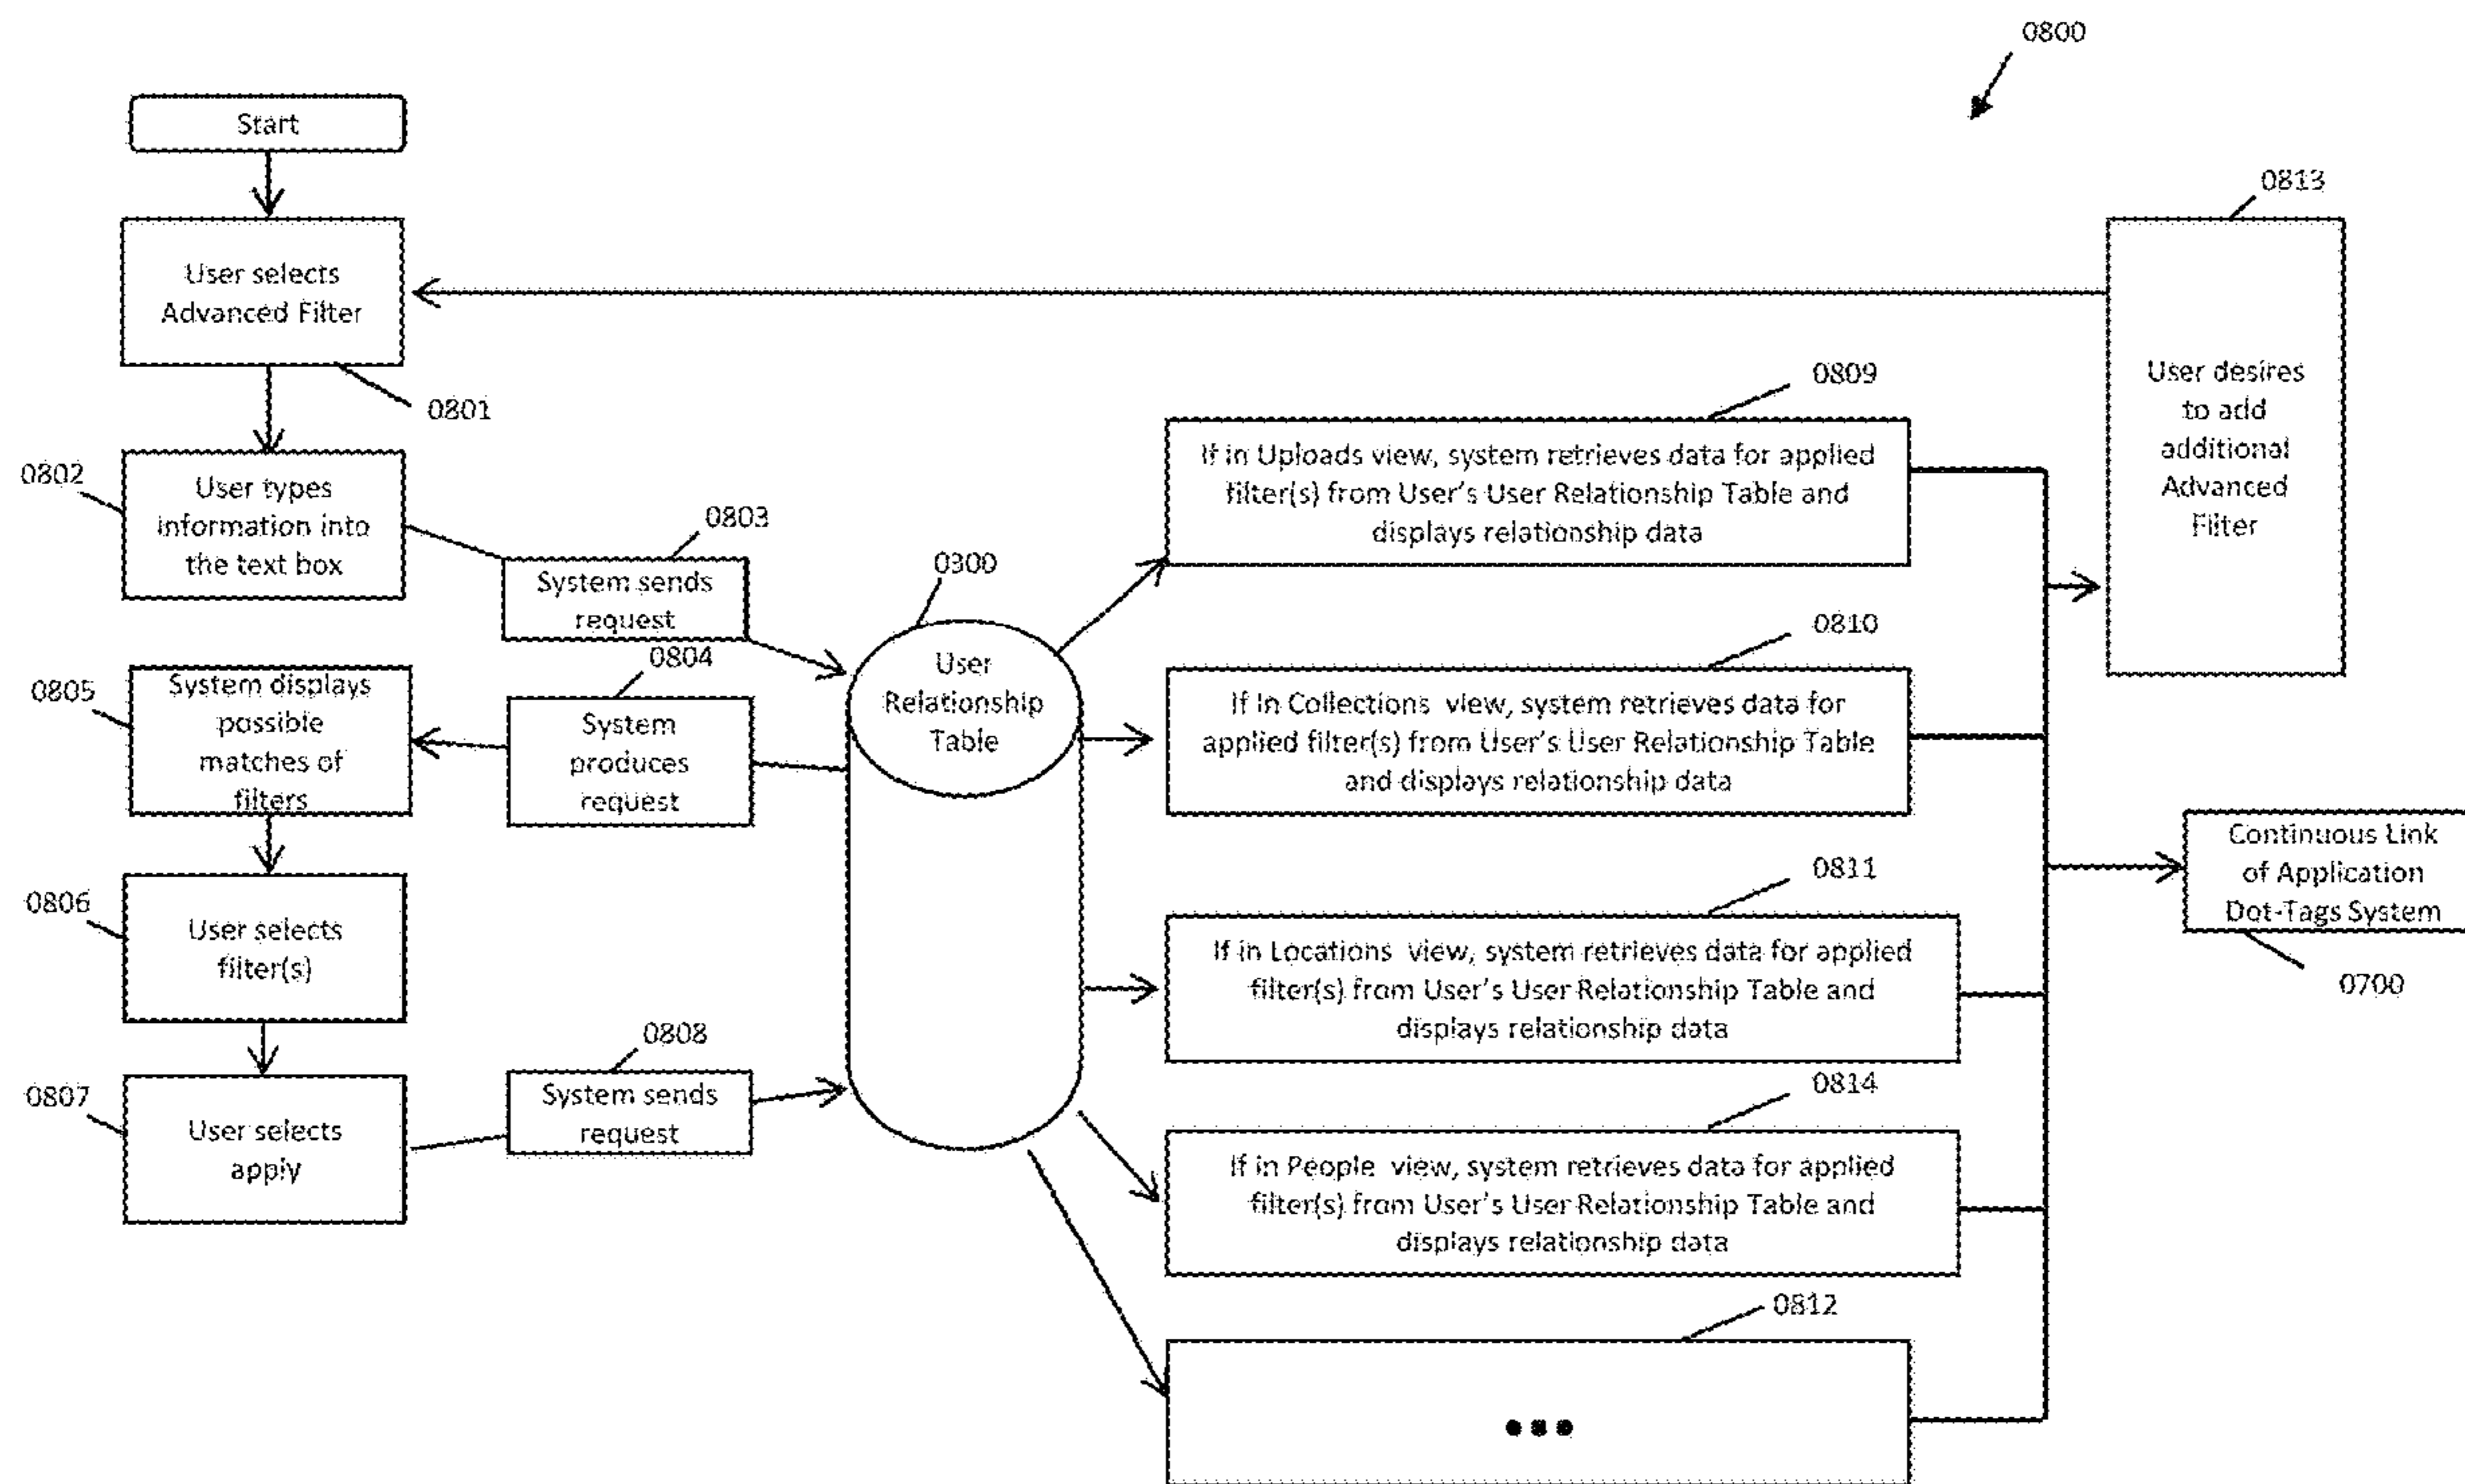 0800
Start
0813
User selects
Advanced Filter
0801
User desires
to add
additional
Advanced
Filter
0809
If in Uploads view, system retrieves data for applied
filter(s) from User's User Relationship Table and
displays relationship data
0802
User types
information into
the text box
0803
System sends
request
0300
User
Relationship
Table
0804
System
produces
request
0805
System displays
possible
matches of
filters
0810
If in Collections view, system retrieves data for
applied filter(s) from User's User Relationship Table
and displays relationship data
Continuous Link
of Application
Dot-Tags System
0700
0806
User selects
filter(s)
0811
If in Locations view, system retrieves data for applied
filter(s) from User's User Relationship Table and
displays relationship data
0807
User selects
apply
0808
System sends
request
0814
If in People view, system retrieves data for applied
filter(s) from User's User Relationship Table and
displays relationship data
0812
•••